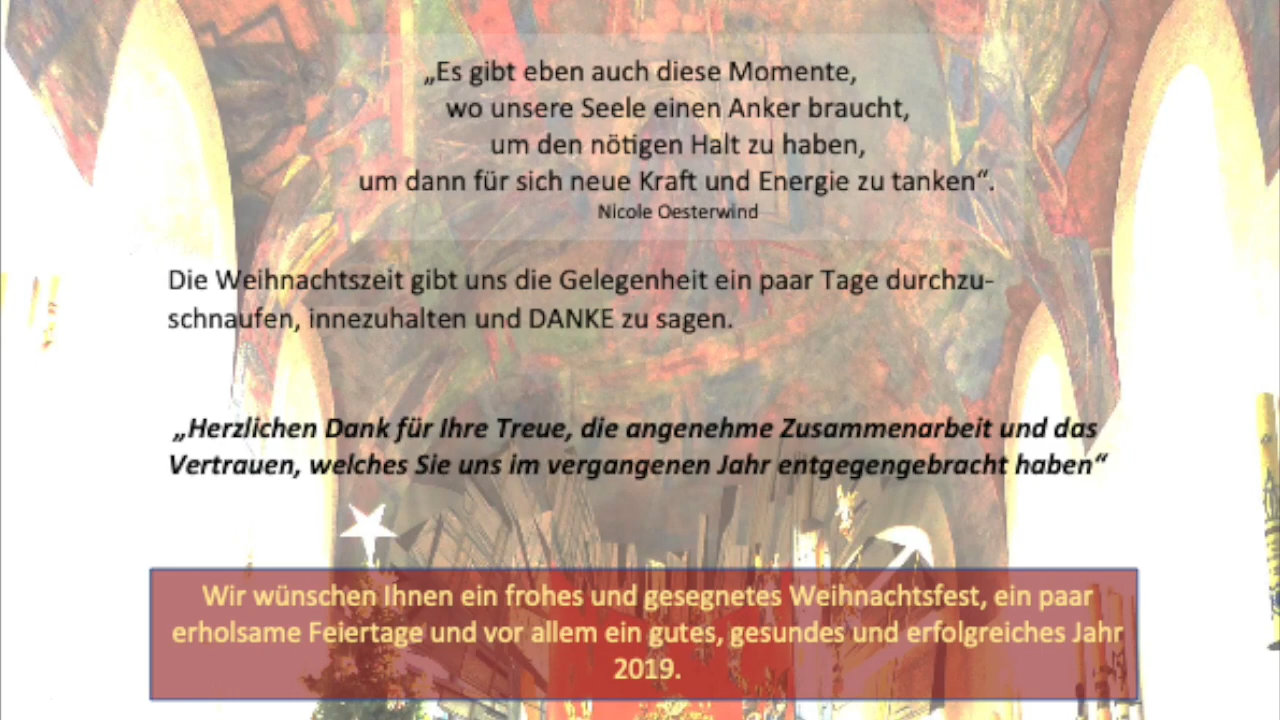 „Es gibt eben auch diese Momente,
wo unsere Seele einen Anker braucht,
um den nötigen Halt zu haben,
um dann für sich neue Kraft und Energie zu tanken“.
Nicole Oesterwind
Die Weihnachtszeit gibt uns die Gelegenheit ein paar Tage durchzu-
schnaufen, innezuhalten und DANKE zu sagen.
„Herzlichen Dank für Ihre Treue, die angenehme Zusammenarbeit und das
Vertrauen, welches Sie uns im vergangenen Jahr entgegengebracht haben“
Wir wünschen Ihnen ein frohes und gesegnetes Weihnachtsfest, ein paar
erholsame Feiertage und vor allem ein gutes, gesundes und erfolgreiches Jahr
2019.